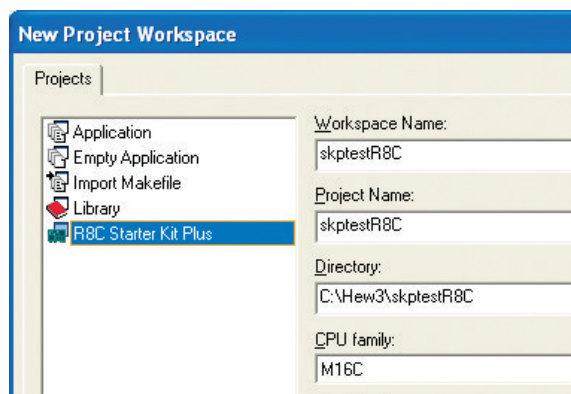 New Project Workspace
Projects
Application
Empty Application
Import Makefile
Library
R8C Starter Kit Plus
Workspace Name:
skptestR8C
Project Name:
skptestR8C
Directory:
C:\Hew3\skptestR8C
CPU family:
M16C